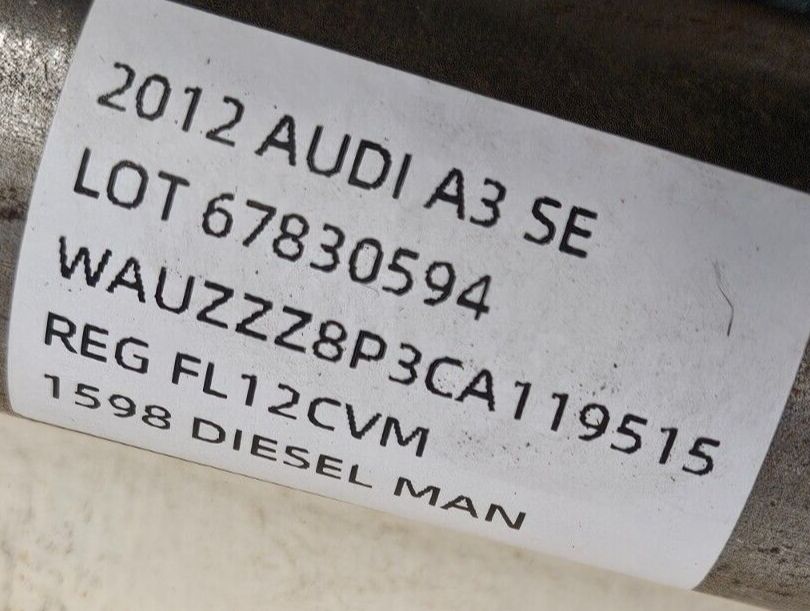 2012 AUDI A3 SE
LOT 67830594
WAUZZZ8P3CA119515
REG FL12CVM
1598 DIESEL MAN